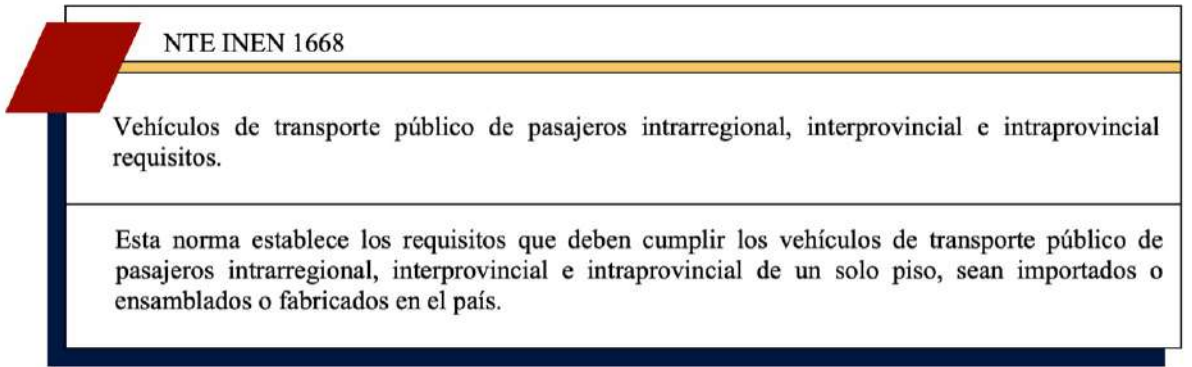 NTE INEN 1668
Vehículos de transporte público de pasajeros intrarregional, interprovincial e intraprovincial
requisitos.
Esta norma establece los requisitos que deben cumplir los vehículos de transporte público de
pasajeros intrarregional, interprovincial e intraprovincial de un solo piso, sean importados o
ensamblados o fabricados en el país.